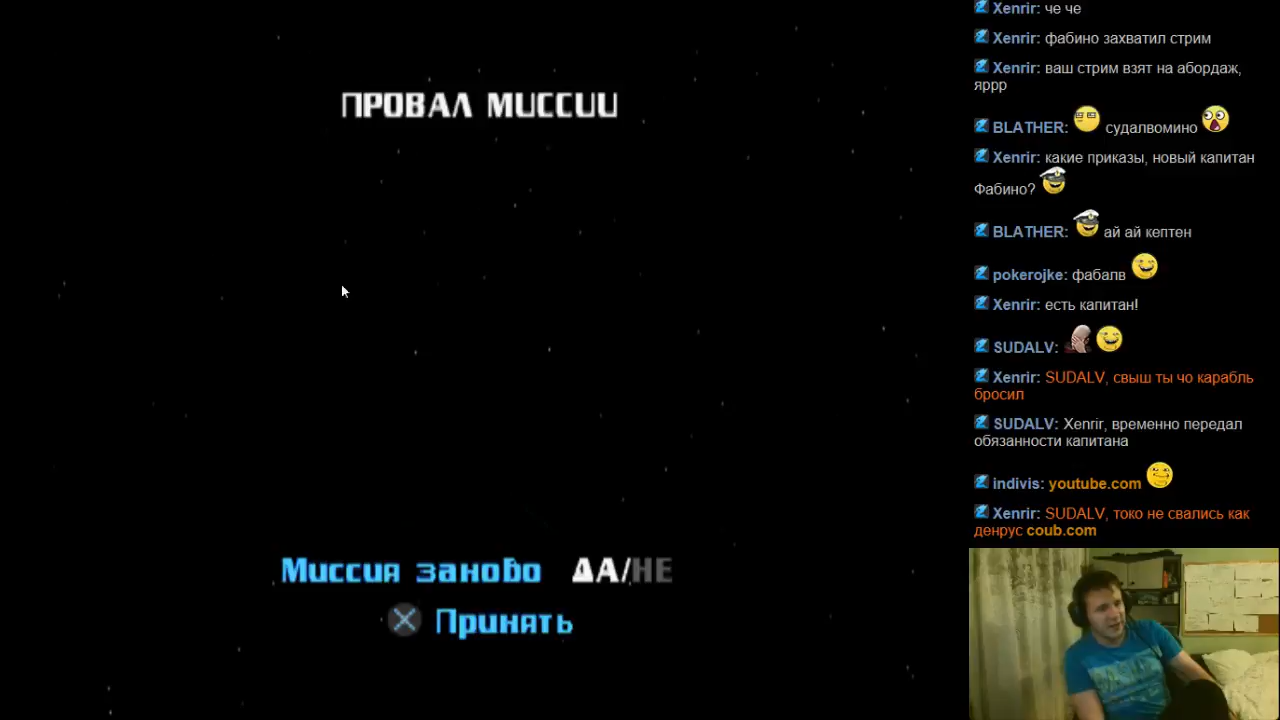 ПРОВАЛ МИССИИ
Миссия заново ДА/НЕ
Принять
Xenrir: че че
Xenrir: фабино захватил стрим
Xenrir: ваш стрим взят на абордаж,
яррр
BLATHER: судалвомино
Xenrir: какие приказы, новый капитан
Фабино?
BLATHER: ай ай кептен
pokerojke: фабалв
Xenrir: есть капитан!
SUDALV:
Xenrir: SUDALV, свыш ты чо карабль
бросил
SUDALV: Xenrir, временно передал
обязанности капитана
indivis: youtube.com
Xenrir: SUDALV, токо не свались как
денрус coub.com